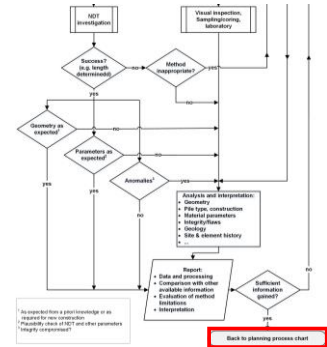 NDT
investigation
Visual inspection,
Sampling/coring,
laboratory
Success?
(e.g. length
determineedd)
no
Method
inappropriate?
yes
yes
no
Geometry as
expected¹
no
Parameters as
expected²
no
Anomalies³
yes
yes
yes
no
Analysis and interpretation:
• Geometry
• Pile type, construction
• Material parameters
• Integrity/flaws
• Geology
• Site & element history
• ...
Report:
• Data and processing
• Comparison with other
available information
• Evaluation of method
limitations
• Interpretation
Sufficient
information
gained?
no
yes
Back to planning process chart
¹ As expected from a priori knowledge or as
required for new construction
² Plausibility check of NDT and other parameters
³ Integrity compromised?